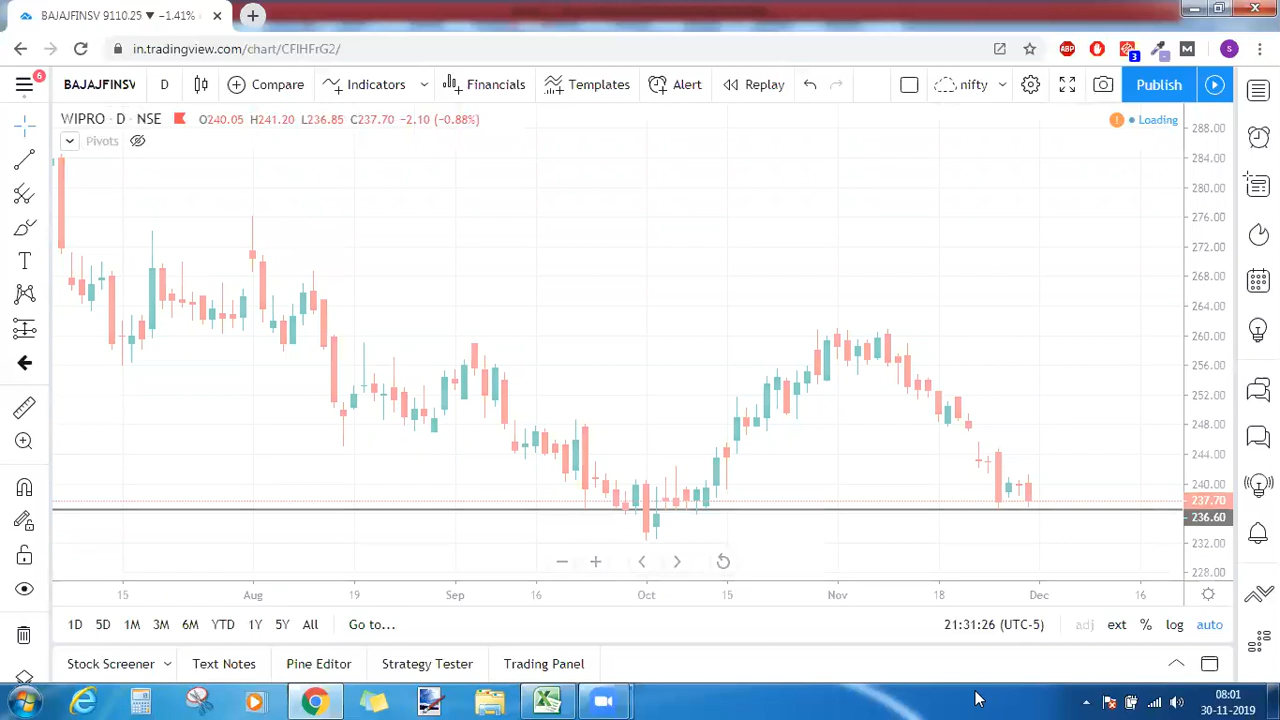 BAJAJFINSV 9110.25 ▼ −1.41%
in.tradingview.com/chart/CFIHFrG2/
ABP
3
M
S
6
BAJAJFINSV D Compare Indicators Financials Templates Alert Replay nifty Publish
WIPRO · D · NSE O240.05 H241.20 L236.85 C237.70 −2.10 (−0.88%)
Loading
Pivots
288.00
284.00
280.00
276.00
272.00
268.00
264.00
260.00
256.00
252.00
248.00
244.00
240.00
237.70
236.60
232.00
228.00
15 Aug 19 Sep 16 Oct 15 Nov 18 Dec 16
1D 5D 1M 3M 6M YTD 1Y 5Y All Go to... 21:31:26 (UTC-5) adj ext % log auto
Stock Screener Text Notes Pine Editor Strategy Tester Trading Panel
08:01
30-11-2019